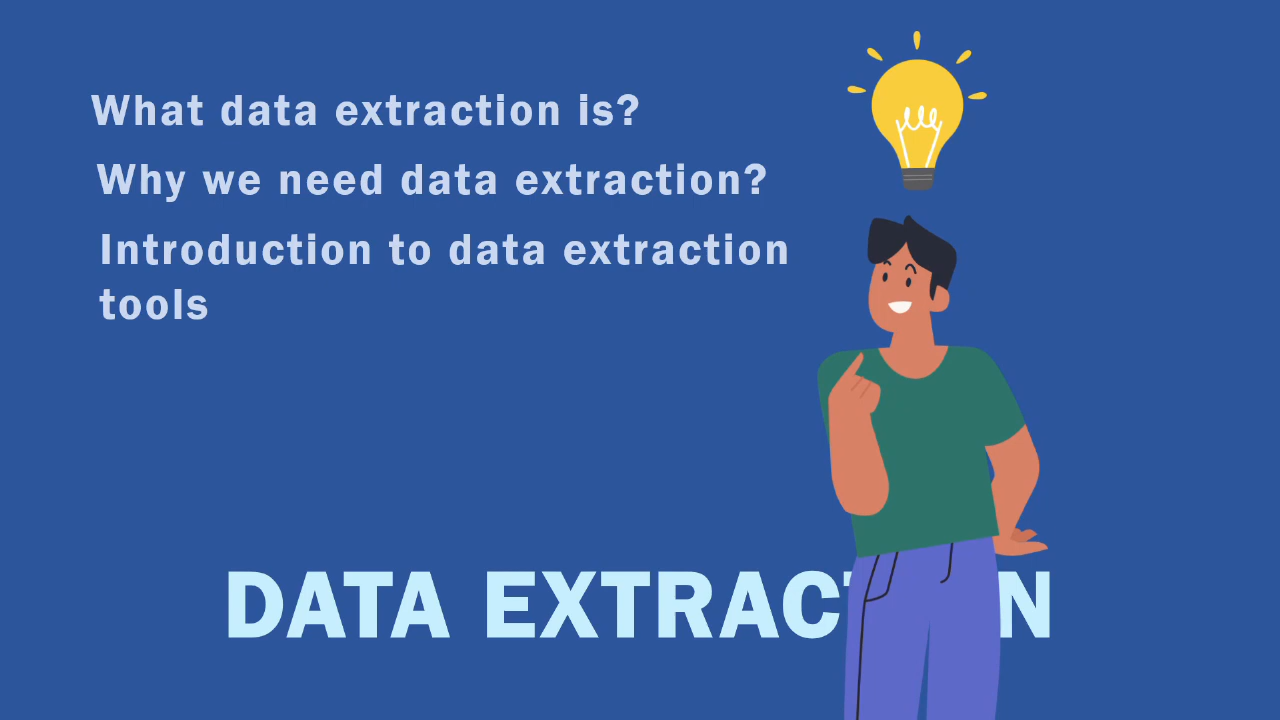 What data extraction is?
Why we need data extraction?
Introduction to data extraction
tools
DATA